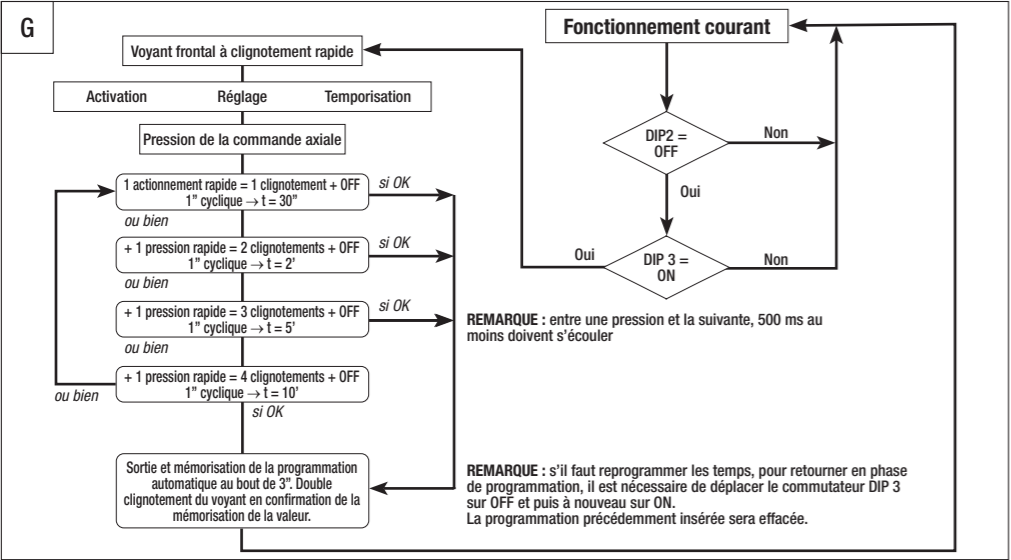 G
Fonctionnement courant
Voyant frontal à clignotement rapide
Activation Réglage Temporisation
Pression de la commande axiale
1 actionnement rapide = 1 clignotement + OFF
1” cyclique → t = 30”
si OK
ou bien
+ 1 pression rapide = 2 clignotements + OFF
1” cyclique → t = 2'
si OK
ou bien
+ 1 pression rapide = 3 clignotements + OFF
1” cyclique → t = 5'
si OK
ou bien
+ 1 pression rapide = 4 clignotements + OFF
1” cyclique → t = 10'
ou bien
si OK
Sortie et mémorisation de la programmation
automatique au bout de 3”. Double
clignotement du voyant en confirmation de la
mémorisation de la valeur.
DIP2 =
OFF
Non
Oui
DIP 3 =
ON
Oui
Non
REMARQUE : entre une pression et la suivante, 500 ms au
moins doivent s’écouler
REMARQUE : s’il faut reprogrammer les temps, pour retourner en phase
de programmation, il est nécessaire de déplacer le commutateur DIP 3
sur OFF et puis à nouveau sur ON.
La programmation précédemment insérée sera effacée.